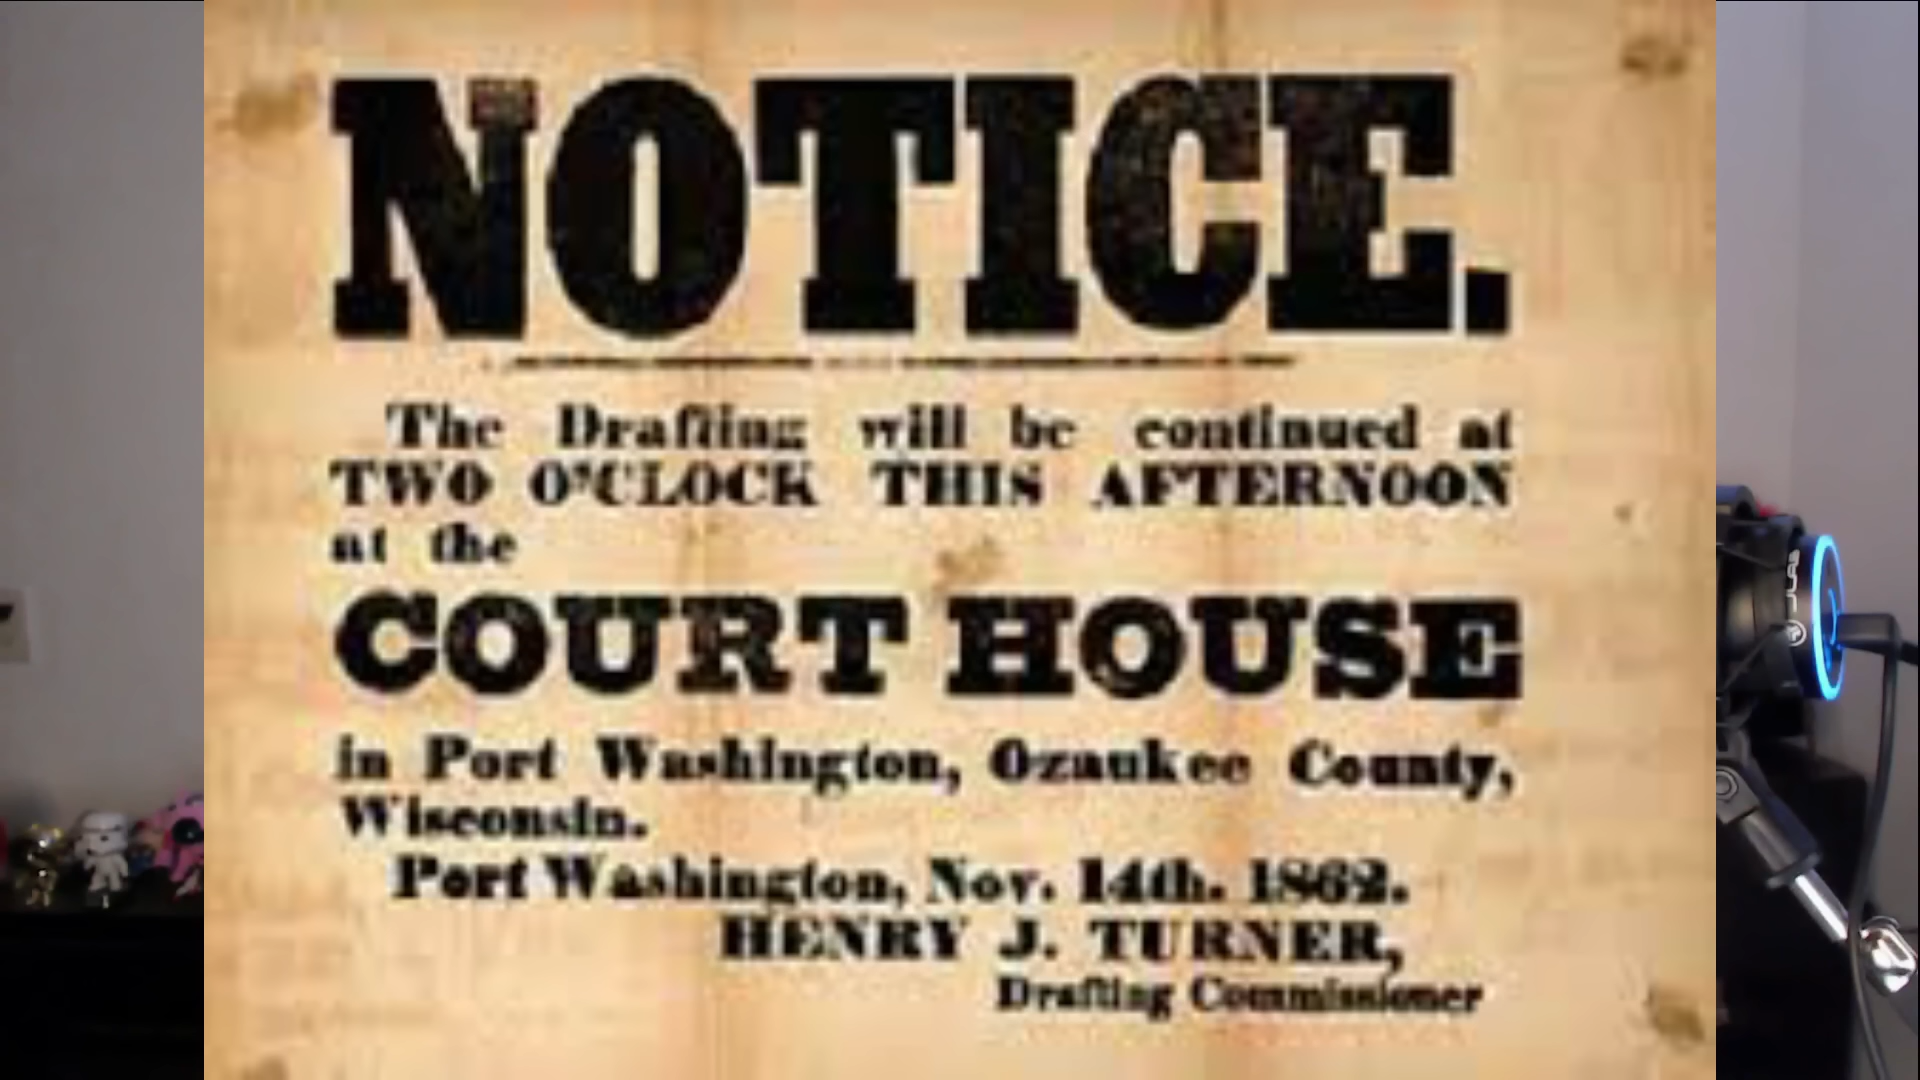 NOTICE.
The Drafting will be continued at
TWO O'CLOCK THIS AFTERNOON
at the
COURT HOUSE
in Port Washington, Ozaukee County,
Wisconsin.
Port Washington, Nov. 14th. 1862.
HENRY J. TURNER,
Drafting Commissioner
JLAB